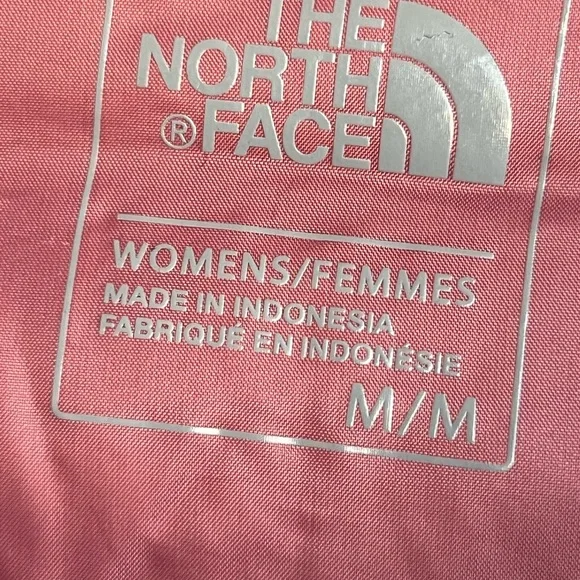 THE
NORTH
®FACE
WOMENS/FEMMES
MADE IN INDONESIA
FABRIQUÉ EN INDONÉSIE
M/M